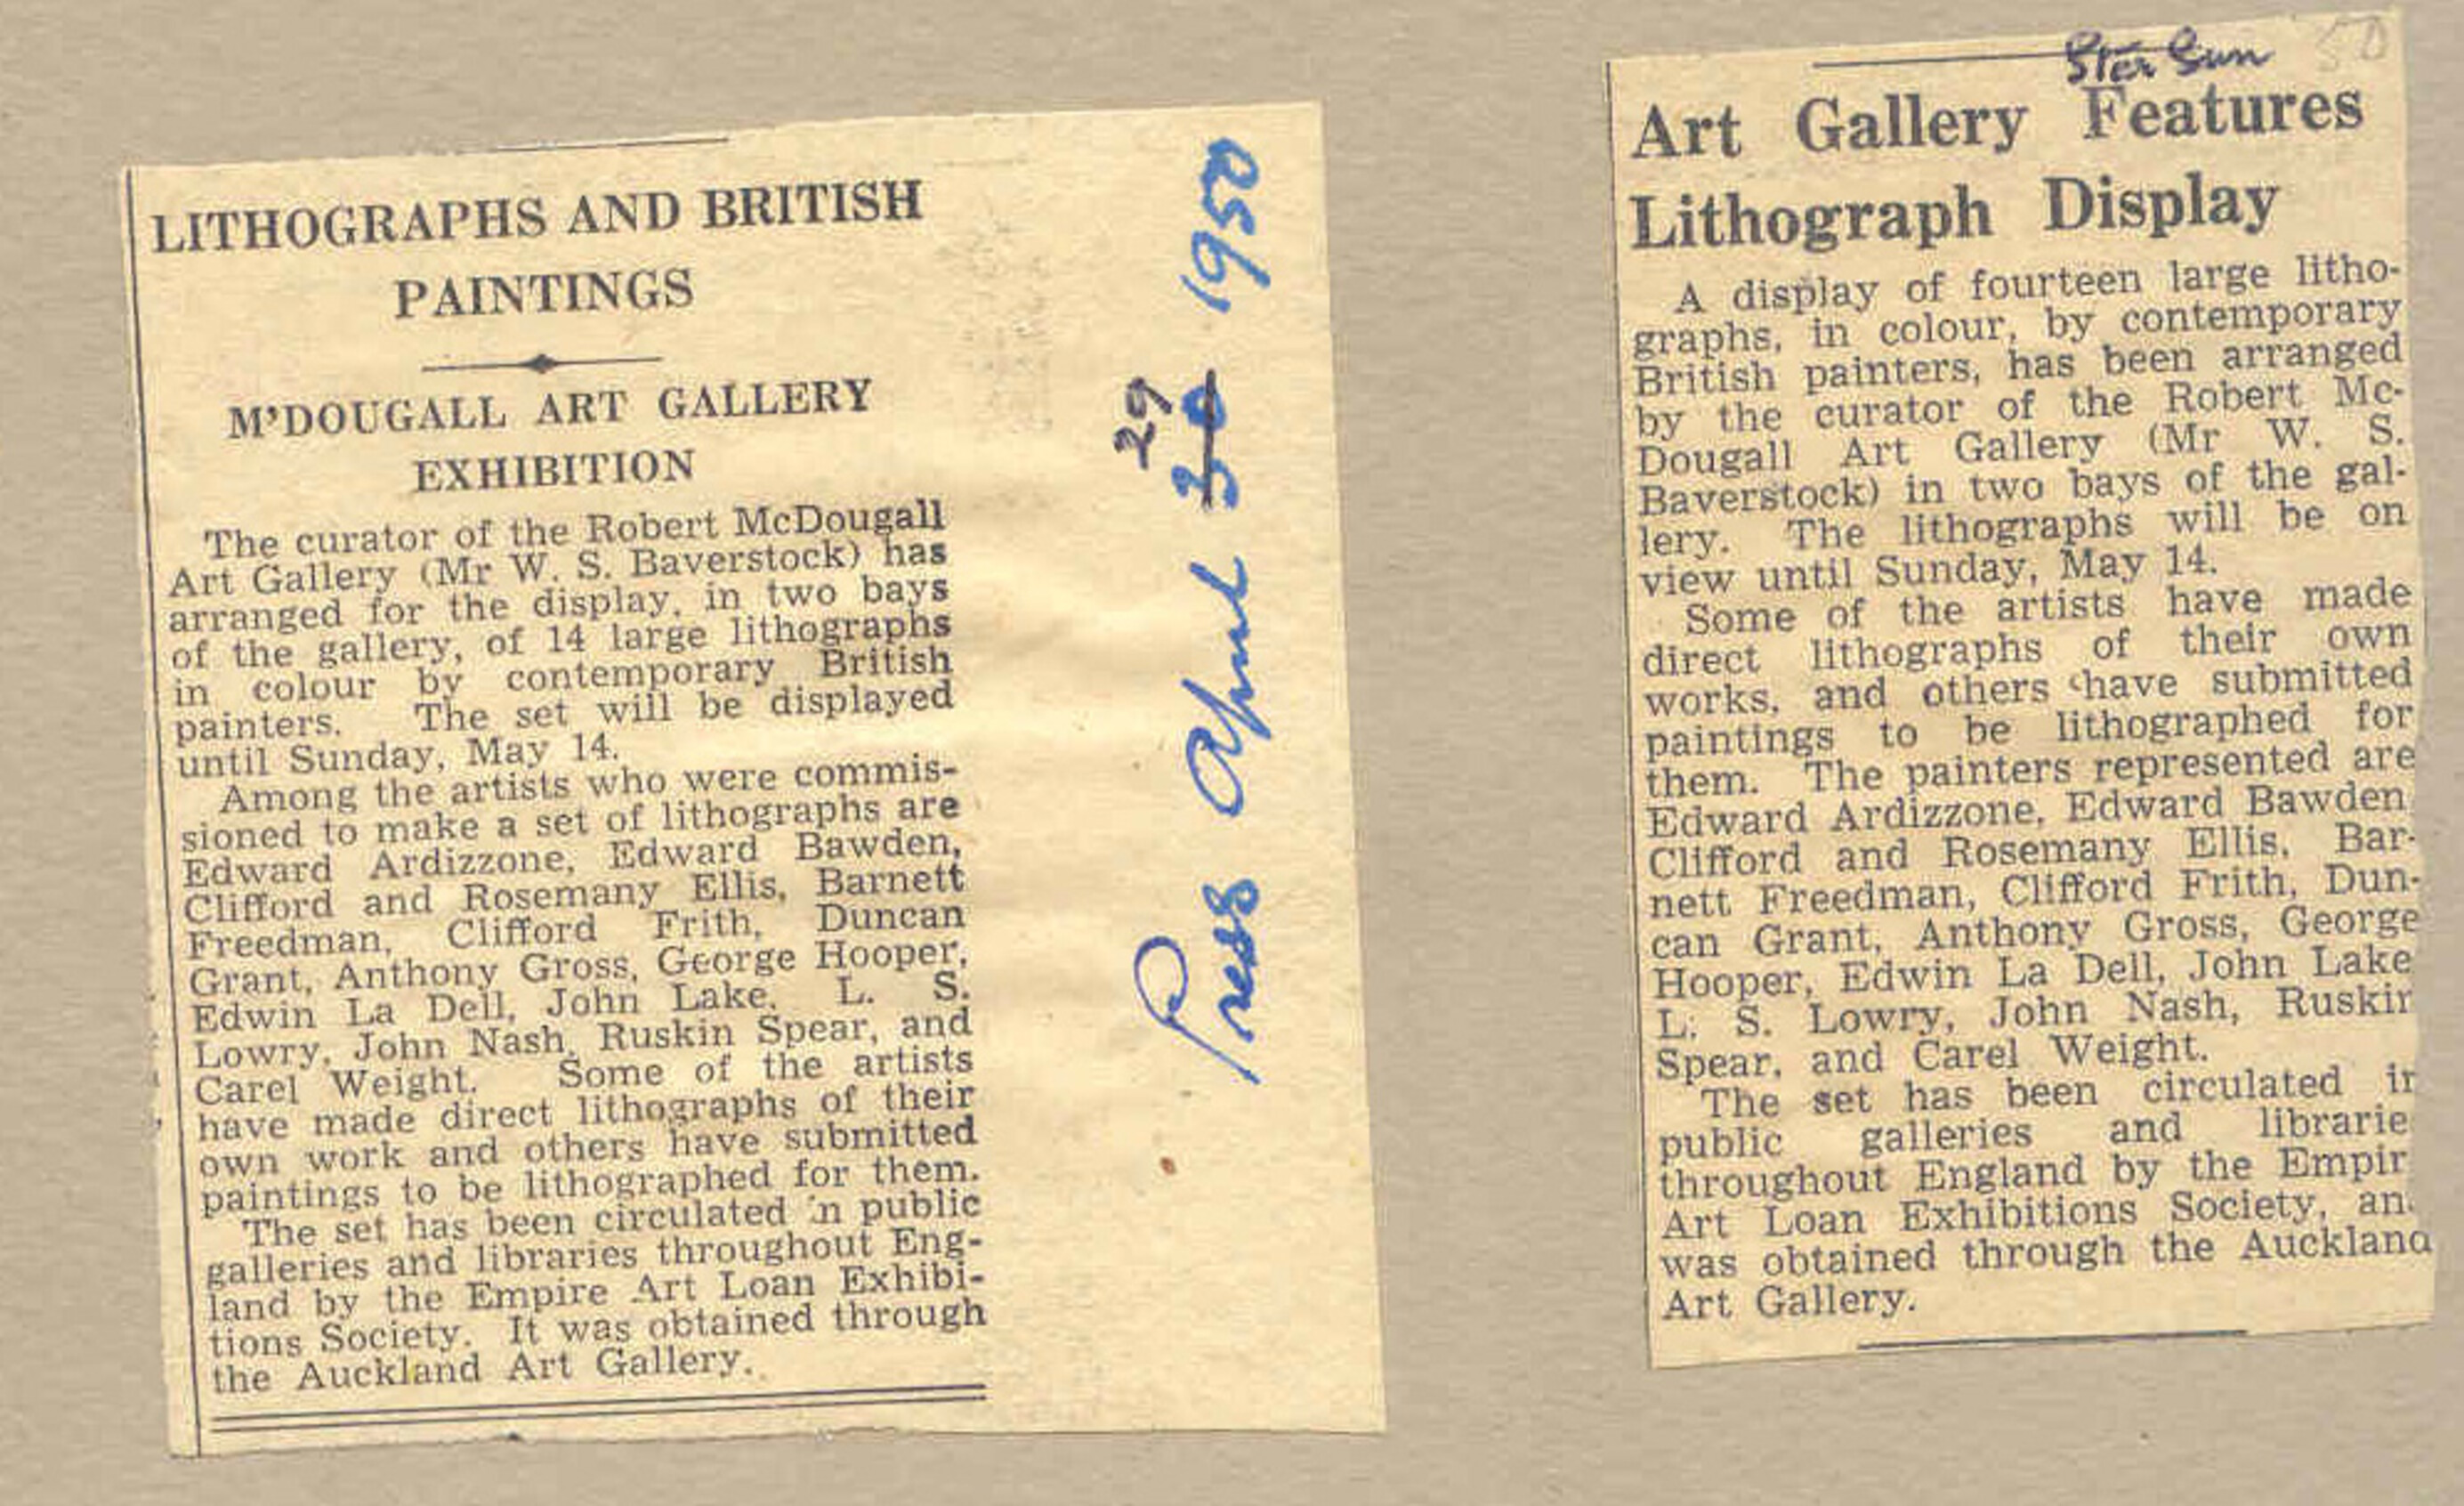 LITHOGRAPHS AND BRITISH
PAINTINGS
M'DOUGALL ART GALLERY
EXHIBITION
The curator of the Robert McDougall
Art Gallery (Mr W. S. Baverstock) has
arranged for the display, in two bays
of the gallery, of 14 large lithographs
in colour by contemporary British
painters. The set will be displayed
until Sunday, May 14.
Among the artists who were commis-
sioned to make a set of lithographs are
Edward Ardizzone, Edward Bawden,
Clifford and Rosemany Ellis, Barnett
Freedman, Clifford Frith, Duncan
Grant, Anthony Gross, George Hooper,
Edwin La Dell, John Lake, L. S.
Lowry, John Nash, Ruskin Spear, and
Carel Weight. Some of the artists
have made direct lithographs of their
own work and others have submitted
paintings to be lithographed for them.
The set has been circulated in public
galleries and libraries throughout Eng-
land by the Empire Art Loan Exhibi-
tions Society. It was obtained through
the Auckland Art Gallery.
Press April 30 29 1950
Star Sun 50
Art Gallery Features
Lithograph Display
A display of fourteen large litho-
graphs, in colour, by contemporary
British painters, has been arranged
by the curator of the Robert Mc-
Dougall Art Gallery (Mr W. S.
Baverstock) in two bays of the gal-
lery. The lithographs will be on
view until Sunday, May 14.
Some of the artists have made
direct lithographs of their own
works, and others have submitted
paintings to be lithographed for
them. The painters represented are
Edward Ardizzone, Edward Bawden
Clifford and Rosemany Ellis, Bar-
nett Freedman, Clifford Frith, Dun-
can Grant, Anthony Gross, George
Hooper, Edwin La Dell, John Lake
L. S. Lowry, John Nash, Ruskin
Spear, and Carel Weight.
The set has been circulated in
public galleries and librarie
throughout England by the Empir
Art Loan Exhibitions Society, an
was obtained through the Auckland
Art Gallery.